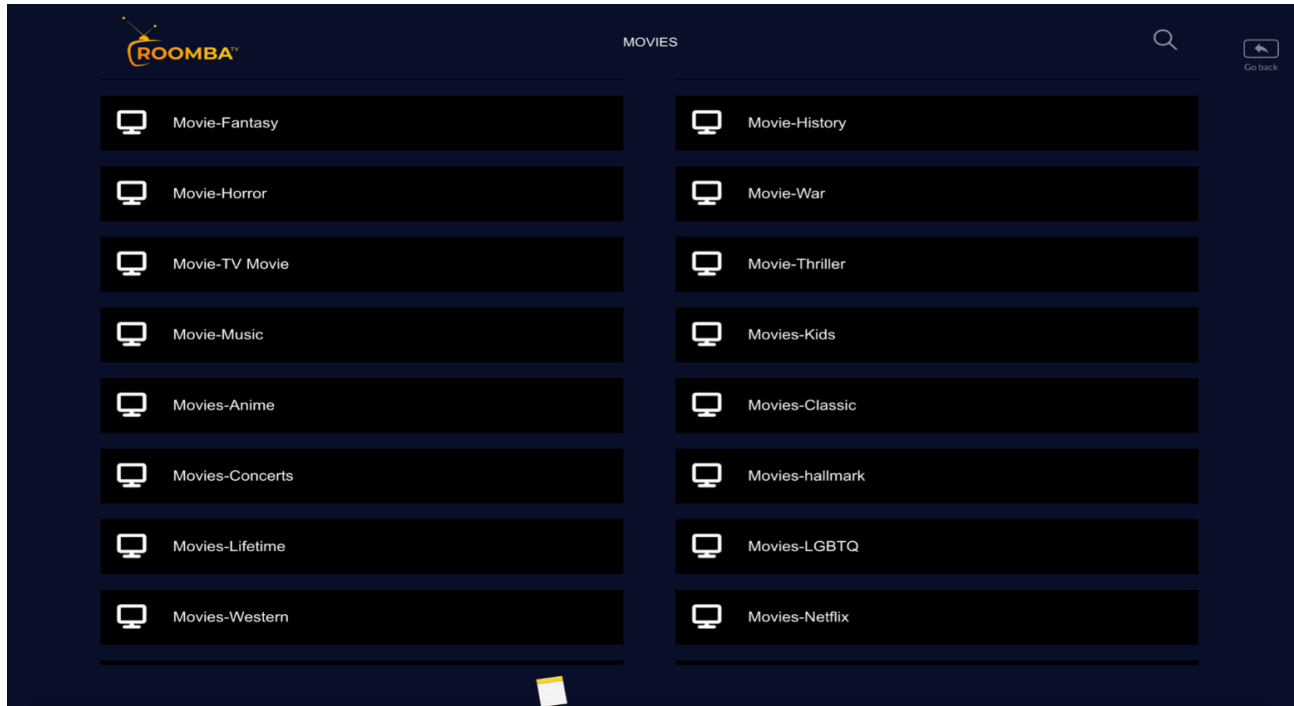 ROOMBA TV
MOVIES
Go back
Movie-Fantasy
Movie-History
Movie-Horror
Movie-War
Movie-TV Movie
Movie-Thriller
Movie-Music
Movies-Kids
Movies-Anime
Movies-Classic
Movies-Concerts
Movies-hallmark
Movies-Lifetime
Movies-LGBTQ
Movies-Western
Movies-Netflix